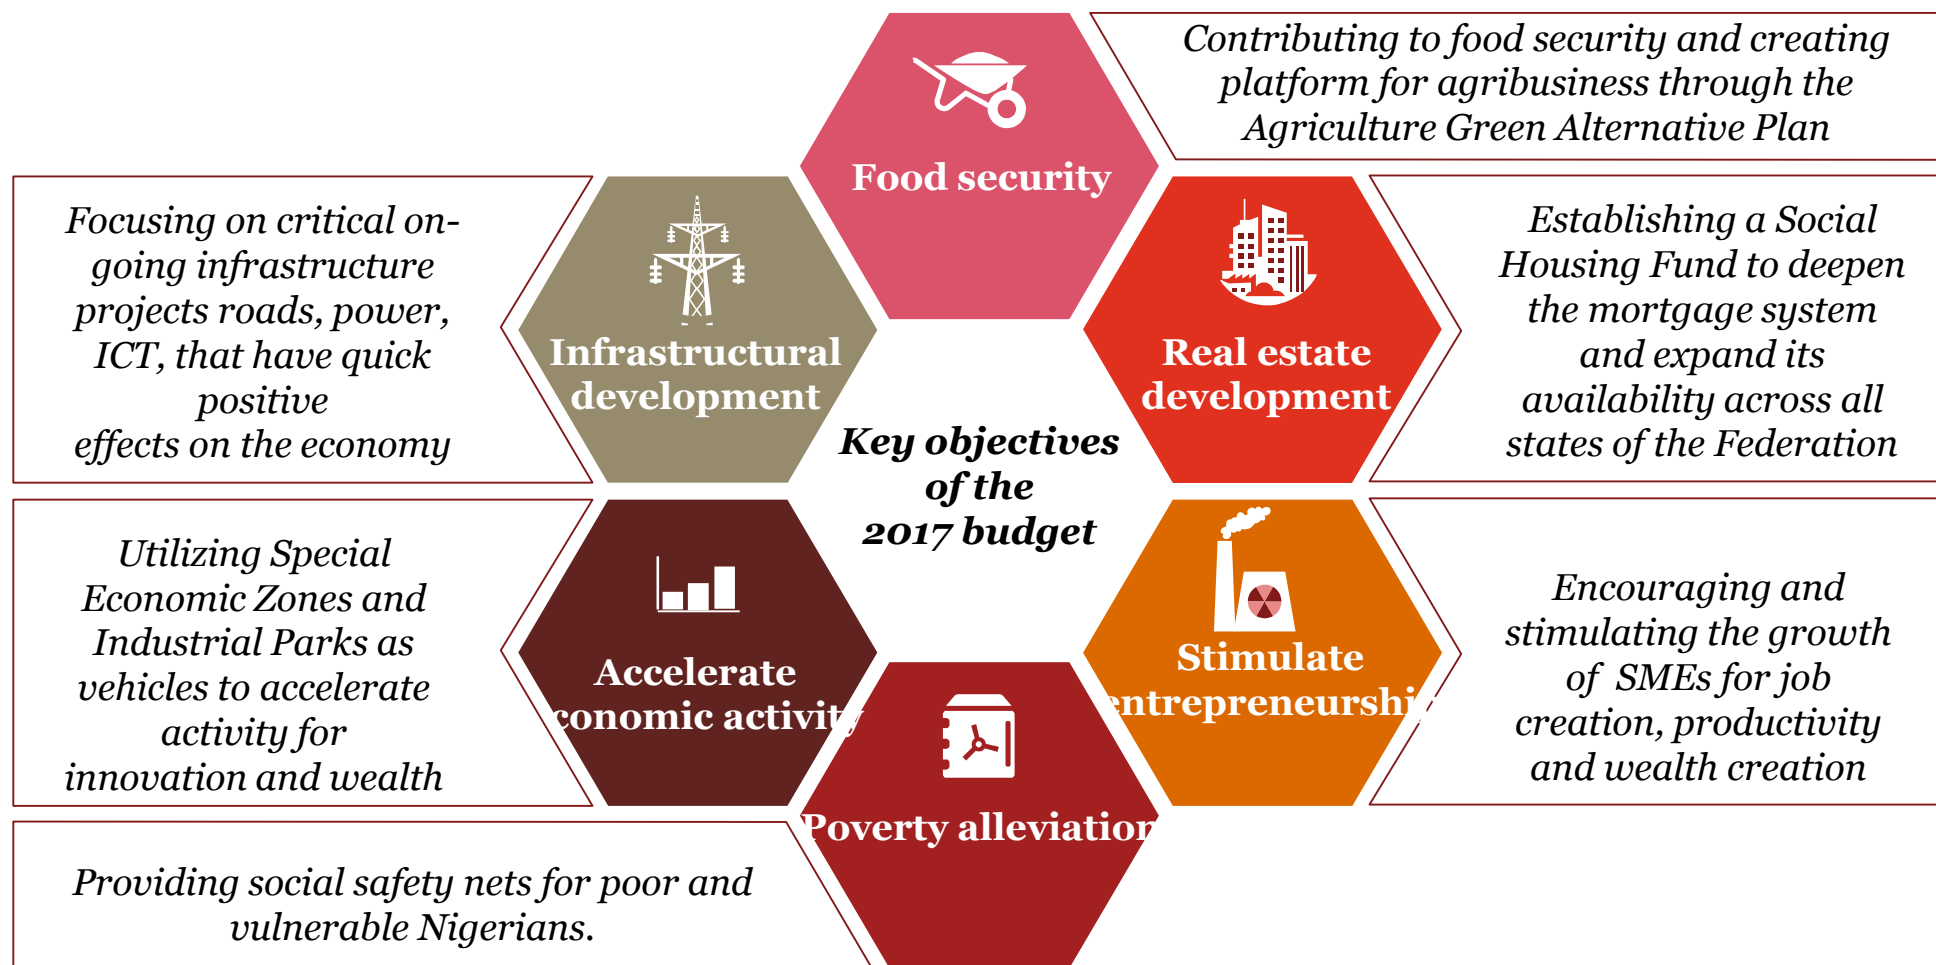 Contributing to food security and creating
platform for agribusiness through the
Agriculture Green Alternative Plan
Food security
Focusing on critical on-
going infrastructure
projects roads, power,
ICT, that have quick
positive
effects on the economy
Infrastructural
development
Real estate
development
Establishing a Social
Housing Fund to deepen
the mortgage system
and expand its
availability across all
states of the Federation
Key objectives
of the
2017 budget
Utilizing Special
Economic Zones and
Industrial Parks as
vehicles to accelerate
activity for
innovation and wealth
Accelerate
economic activity
Stimulate
entrepreneurship
Encouraging and
stimulating the growth
of SMEs for job
creation, productivity
and wealth creation
Poverty alleviation
Providing social safety nets for poor and
vulnerable Nigerians.